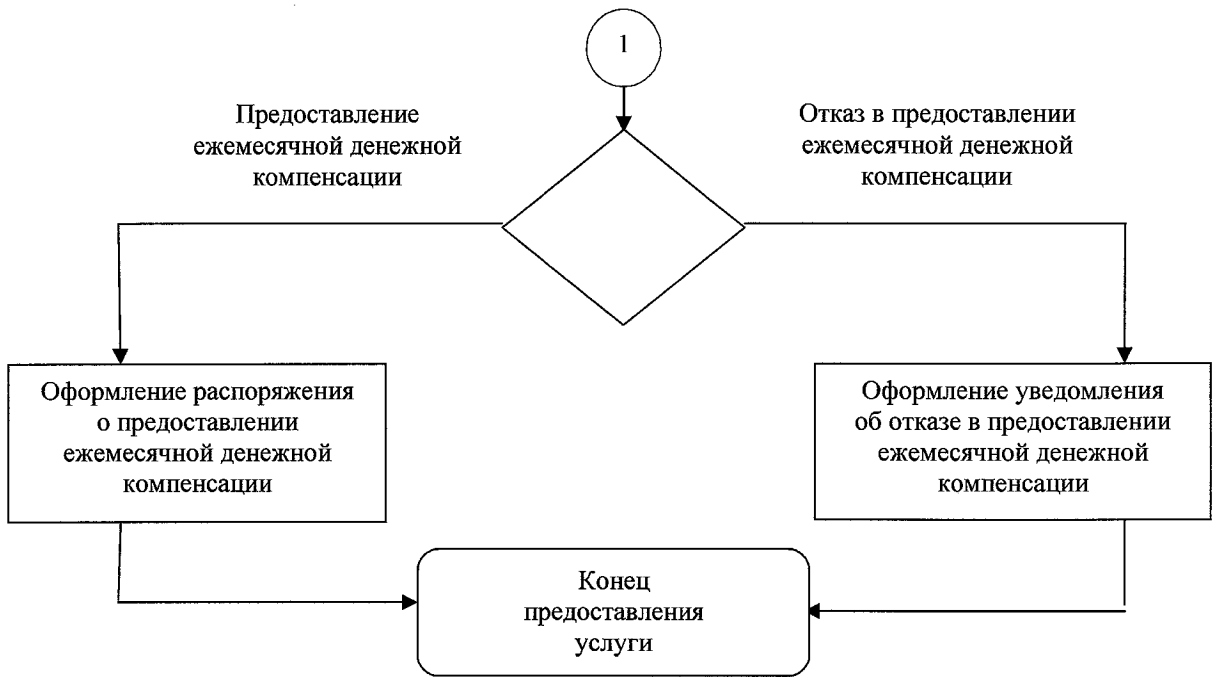 1
Предоставление
ежемесячной денежной
компенсации
Отказ в предоставлении
ежемесячной денежной
компенсации
Оформление распоряжения
о предоставлении
ежемесячной денежной
компенсации
Оформление уведомления
об отказе в предоставлении
ежемесячной денежной
компенсации
Конец
предоставления
услуги